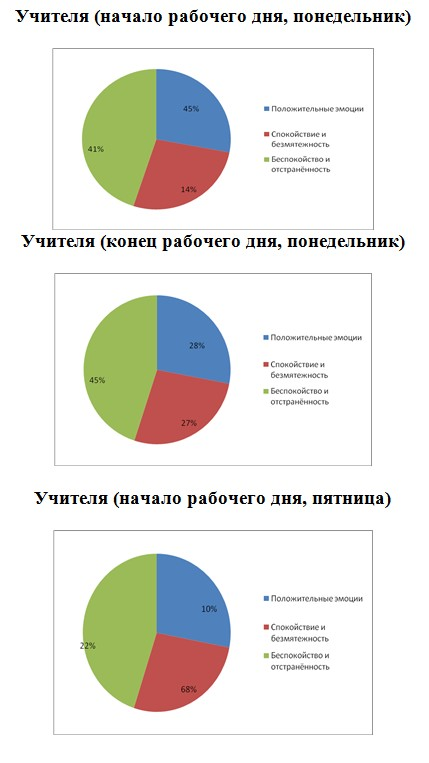 Учителя (начало рабочего дня, понедельник)
45%
41%
14%
Положительные эмоции
Спокойствие и
безмятежность
Беспокойство и
отстранённость
Учителя (конец рабочего дня, понедельник)
28%
45%
27%
Положительные эмоции
Спокойствие и
безмятежность
Беспокойство и
отстранённость
Учителя (начало рабочего дня, пятница)
10%
22%
68%
Положительные эмоции
Спокойствие и
безмятежность
Беспокойство и
отстранённость